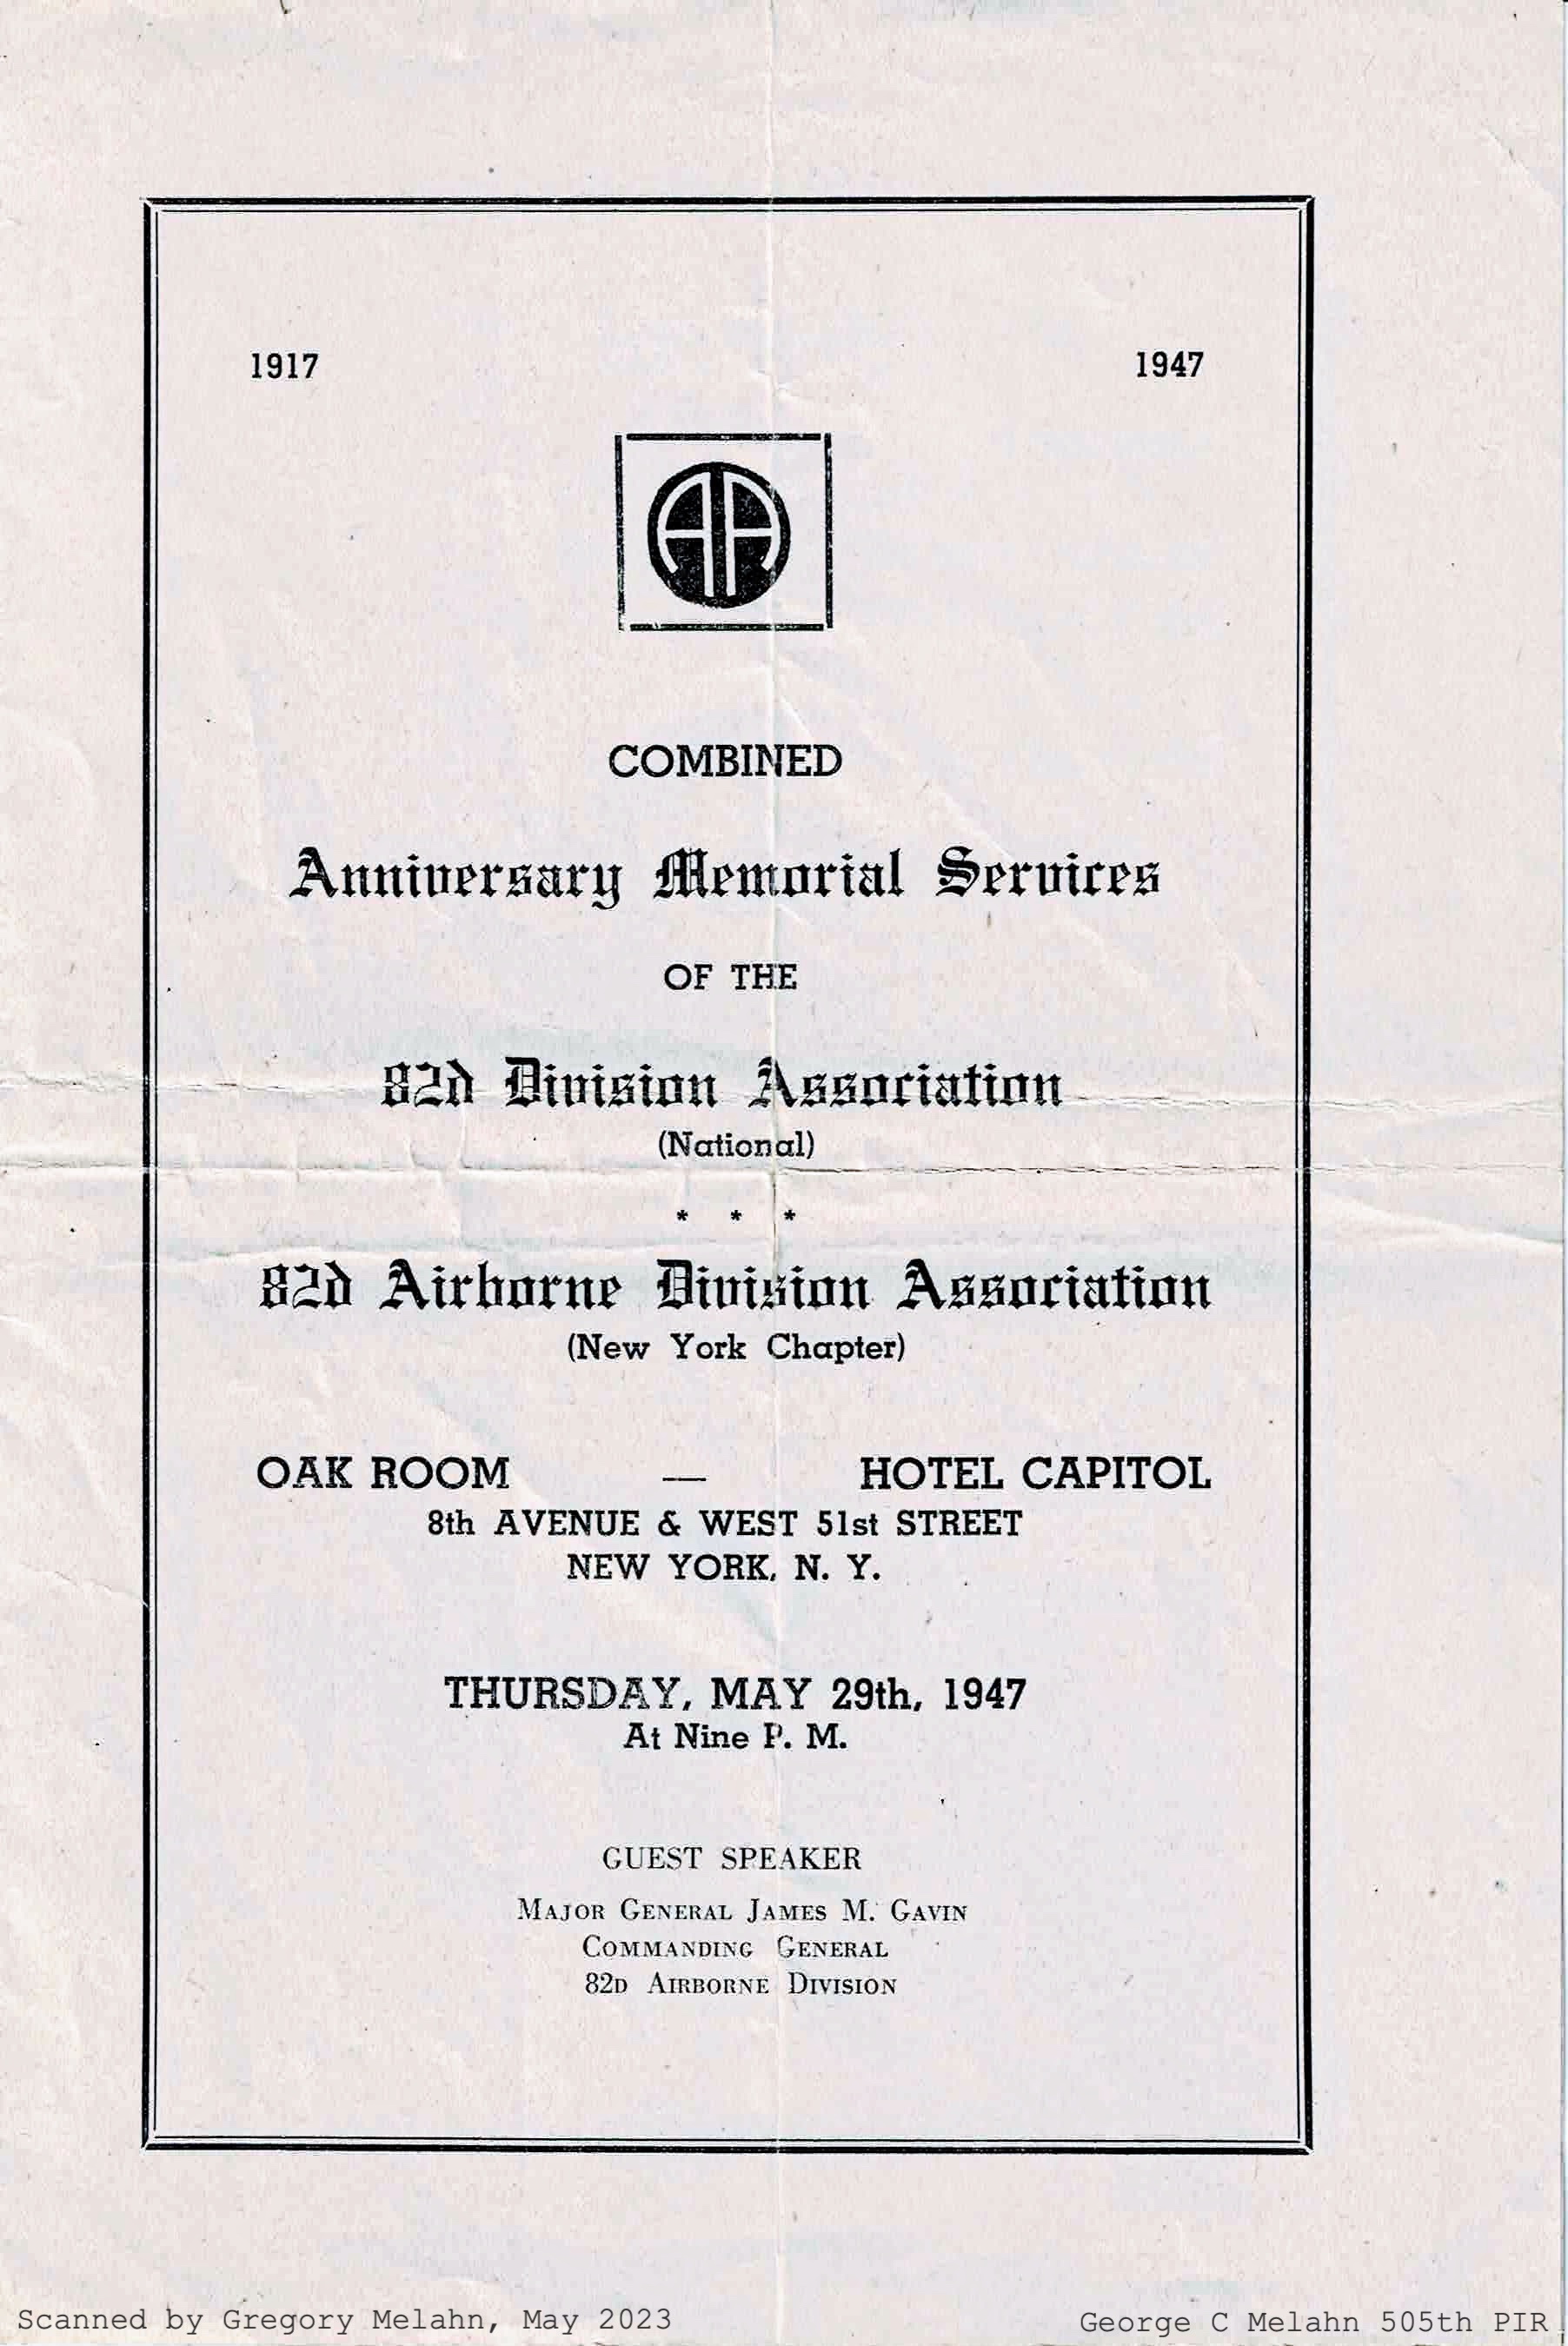 1917 1947
AA
COMBINED
Anniversary Memorial Services
OF THE
82d Division Association
(National)
* * *
82d Airborne Division Association
(New York Chapter)
OAK ROOM — HOTEL CAPITOL
8th AVENUE & WEST 51st STREET
NEW YORK, N. Y.
THURSDAY, MAY 29th, 1947
At Nine P. M.
GUEST SPEAKER
MAJOR GENERAL JAMES M. GAVIN
COMMANDING GENERAL
82D AIRBORNE DIVISION
Scanned by Gregory Melahn, May 2023
George C Melahn 505th PIR